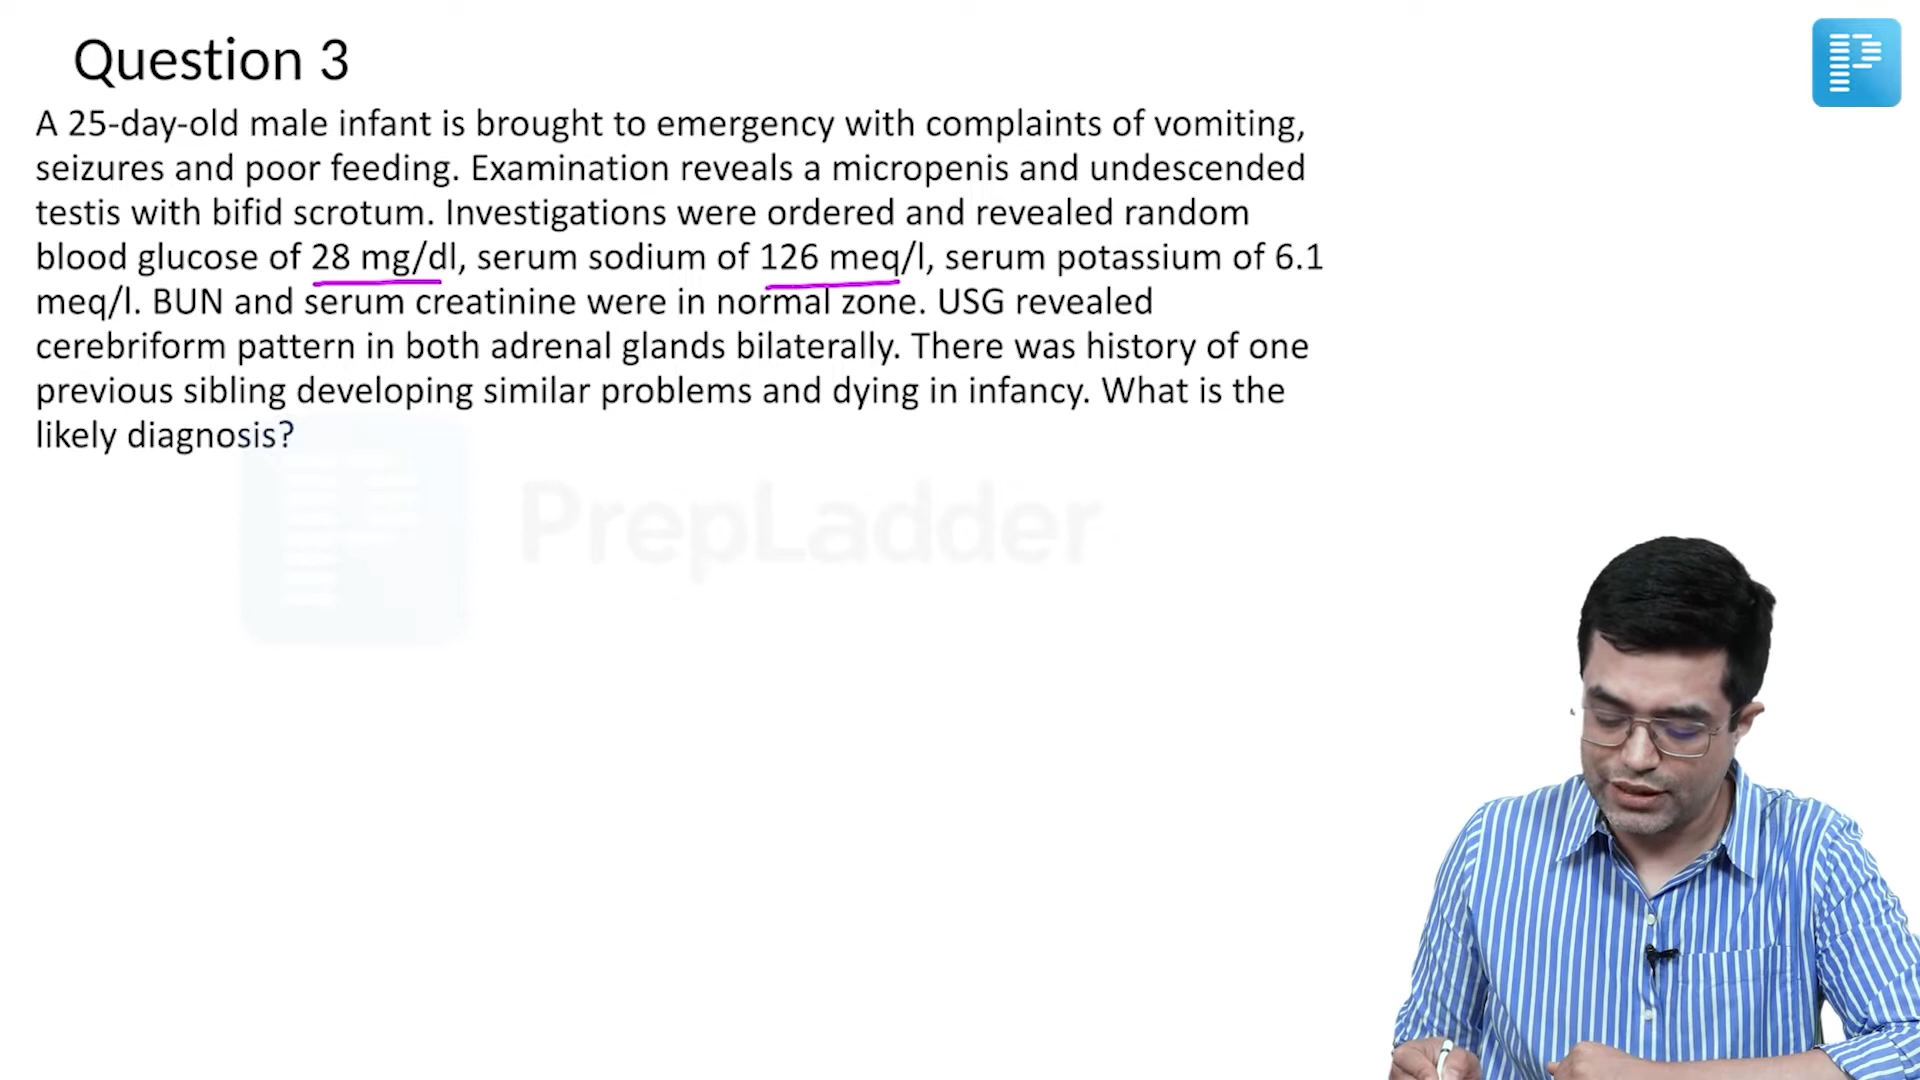 Question 3
A 25-day-old male infant is brought to emergency with complaints of vomiting,
seizures and poor feeding. Examination reveals a micropenis and undescended
testis with bifid scrotum. Investigations were ordered and revealed random
blood glucose of 28 mg/dl, serum sodium of 126 meq/l, serum potassium of 6.1
meq/l. BUN and serum creatinine were in normal zone. USG revealed
cerebriform pattern in both adrenal glands bilaterally. There was history of one
previous sibling developing similar problems and dying in infancy. What is the
likely diagnosis?
PrepLadder